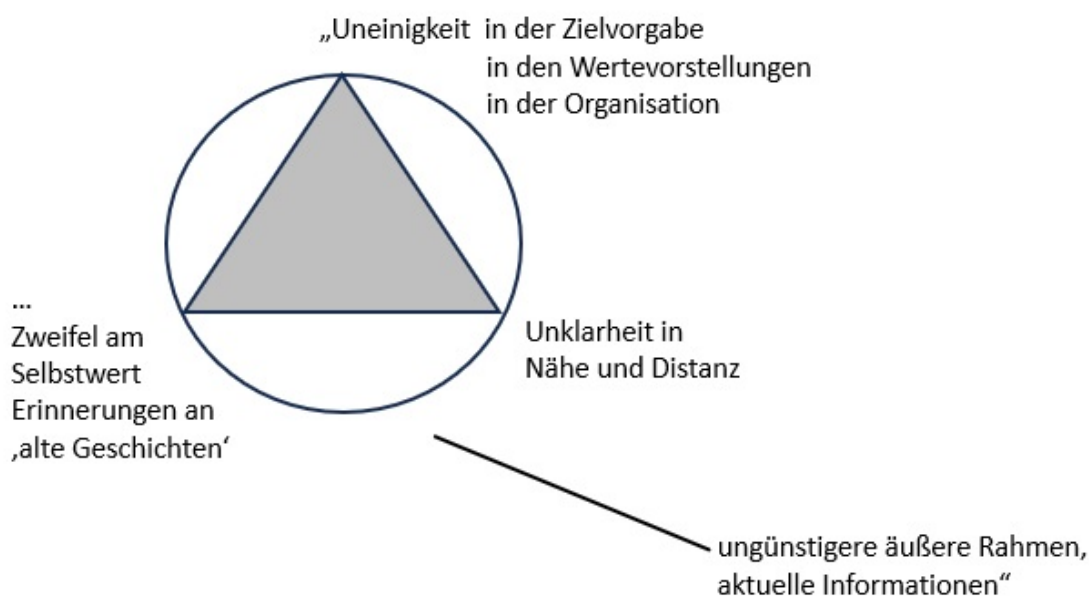 „Uneinigkeit in der Zielvorgabe
in den Wertevorstellungen
in der Organisation
...
Zweifel am
Selbstwert
Erinnerungen an
‚alte Geschichten‘
Unklarheit in
Nähe und Distanz
ungünstigere äußere Rahmen,
aktuelle Informationen“